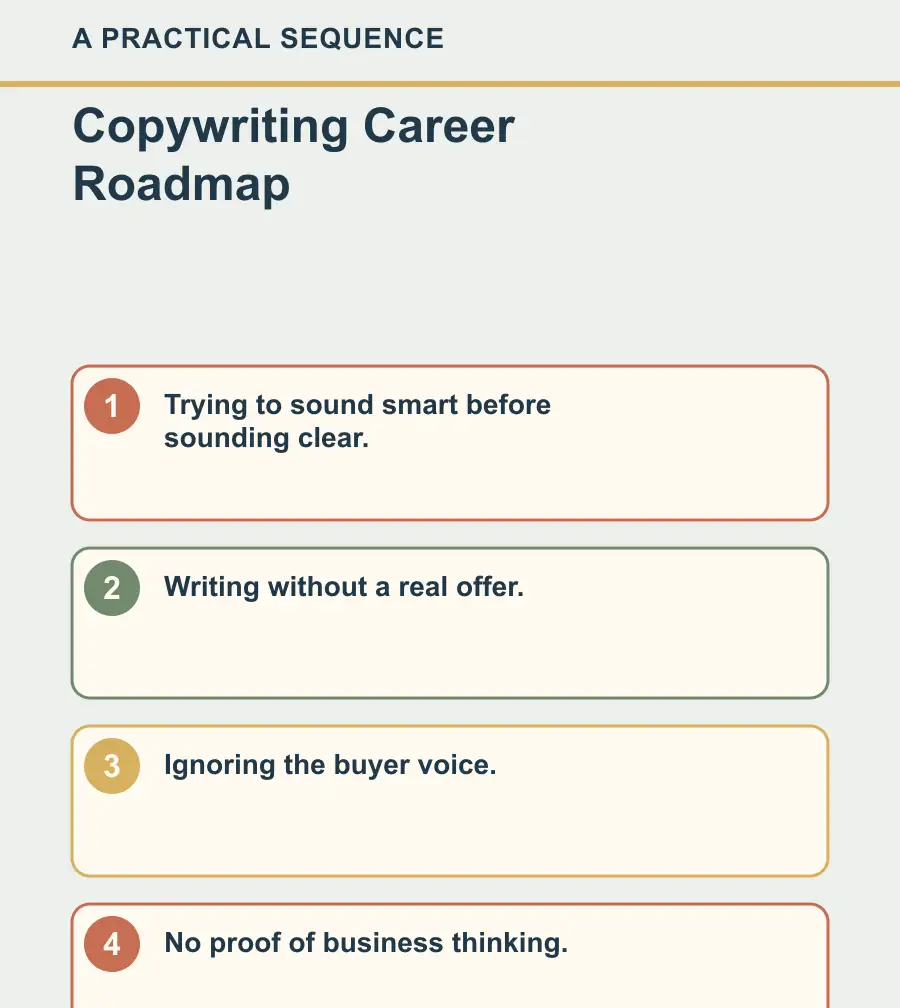 A PRACTICAL SEQUENCE
Copywriting Career
Roadmap
1
Trying to sound smart before
sounding clear.
2
Writing without a real offer.
3
Ignoring the buyer voice.
4
No proof of business thinking.